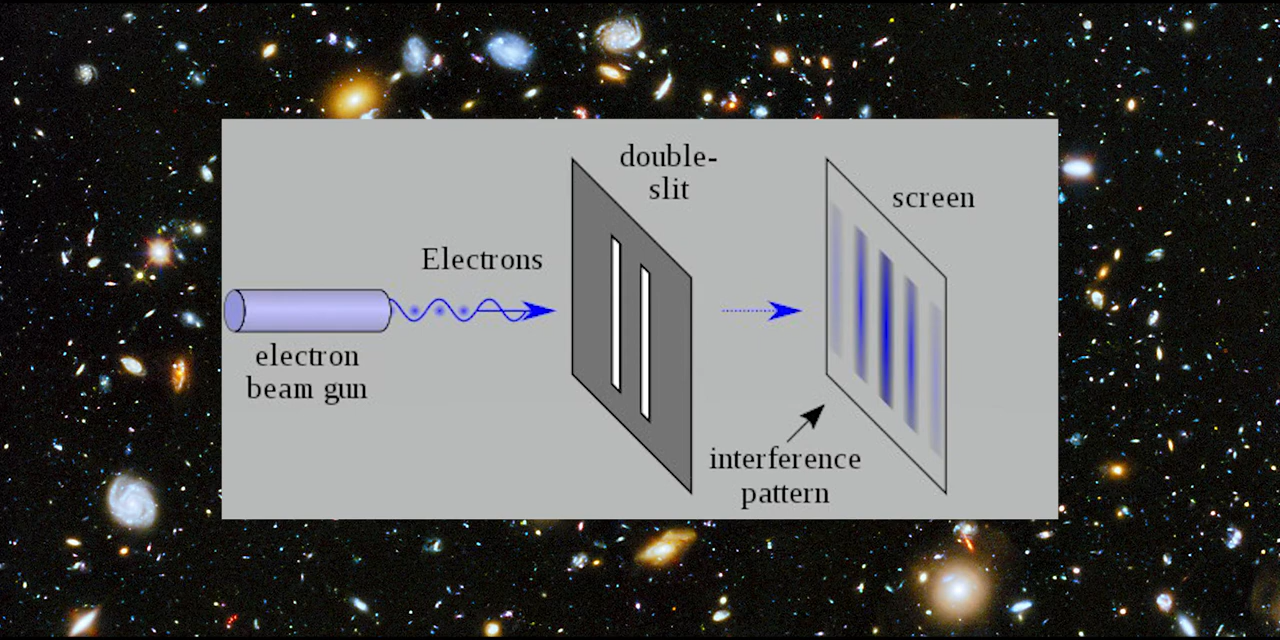 double-
slit
screen
Electrons
electron
beam gun
interference
pattern